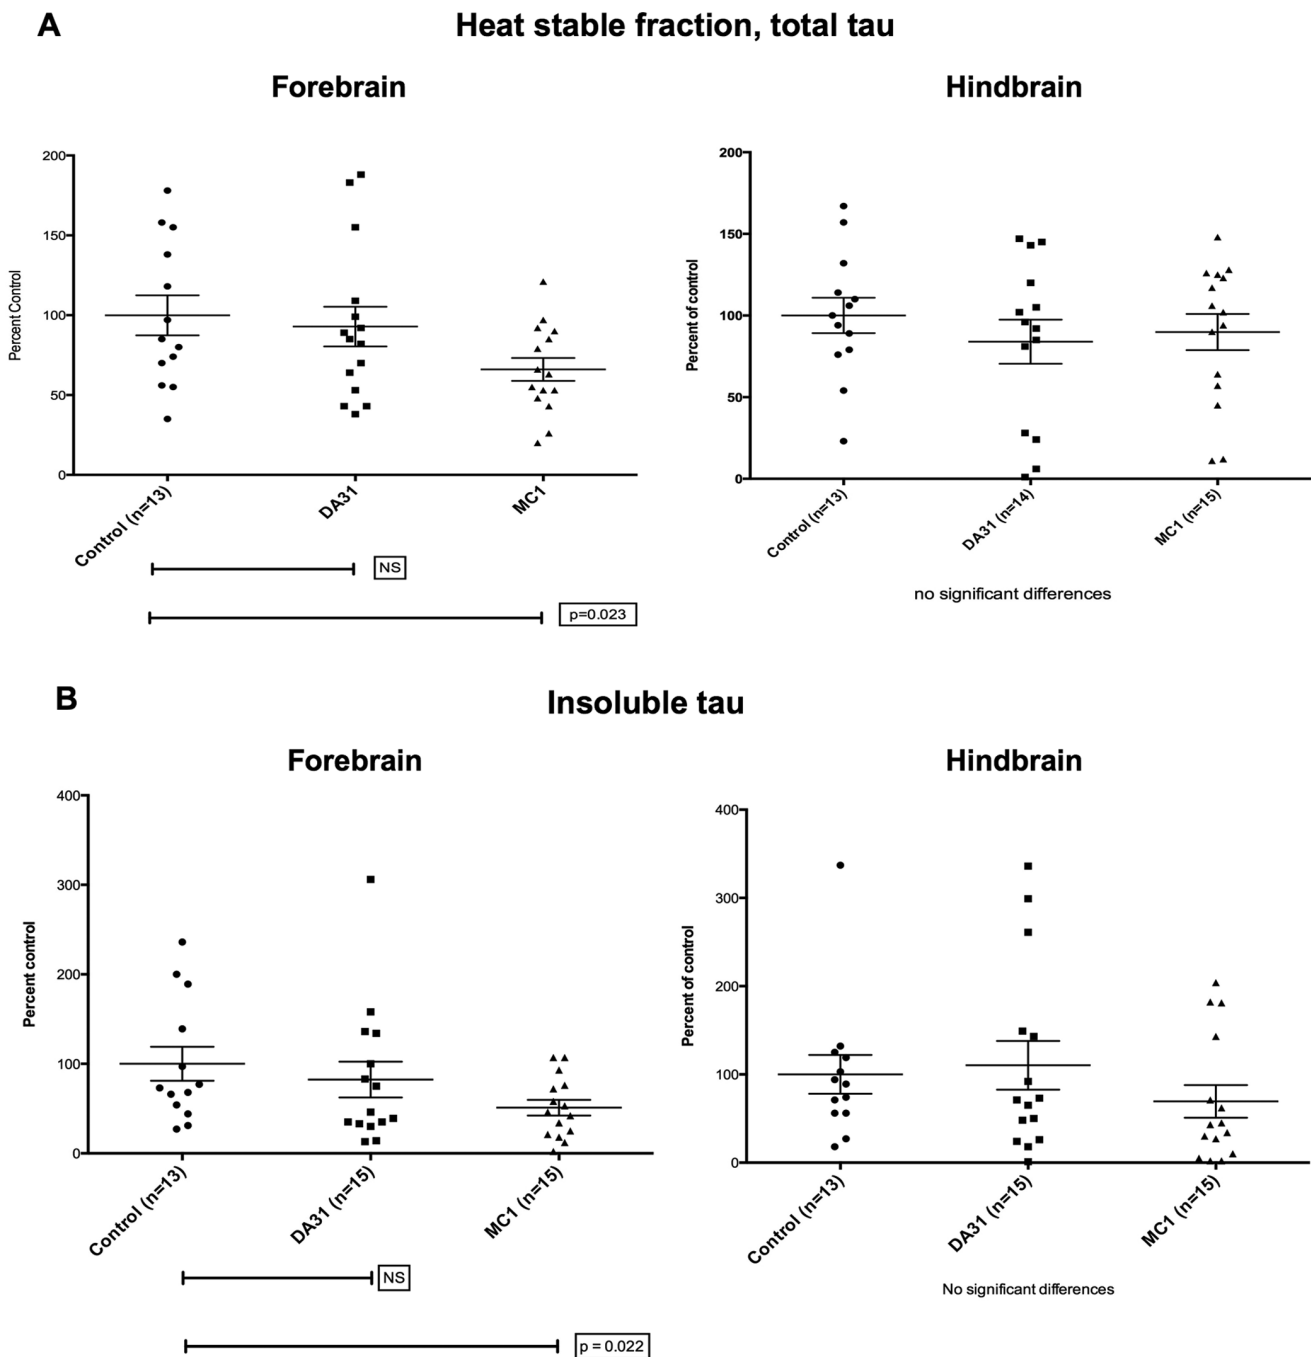 A
Heat stable fraction, total tau
Forebrain
Hindbrain
200
150
100
50
0
Percent Control
Control (n=13)
DA31
MC1
NS
p=0.023
200
150
100
50
0
Percent of control
Control (n=13)
DA31 (n=14)
MC1 (n=15)
no significant differences
B
Insoluble tau
Forebrain
Hindbrain
400
300
200
100
0
Percent control
Control (n=13)
DA31 (n=15)
MC1 (n=15)
NS
p = 0.022
400
300
200
100
0
Percent of control
Control (n=13)
DA31 (n=15)
MC1 (n=15)
No significant differences